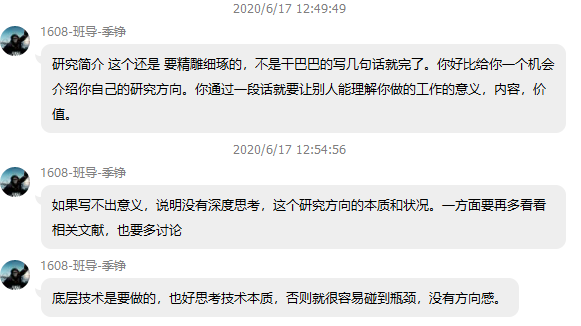 2020/6/17 12:49:49
1608-班导-季铮
研究简介 这个还是 要精雕细琢的，不是干巴巴的写几句话就完了。你好比给你一个机会
介绍你自己的研究方向。你通过一段话就要让别人能理解你做的工作的意义，内容，价
值。
2020/6/17 12:54:56
1608-班导-季铮
如果写不出意义，说明没有深度思考，这个研究方向的本质和状况。一方面要再多看看
相关文献，也要多讨论
1608-班导-季铮
底层技术是要做的，也好思考技术本质，否则就很容易碰到瓶颈，没有方向感。